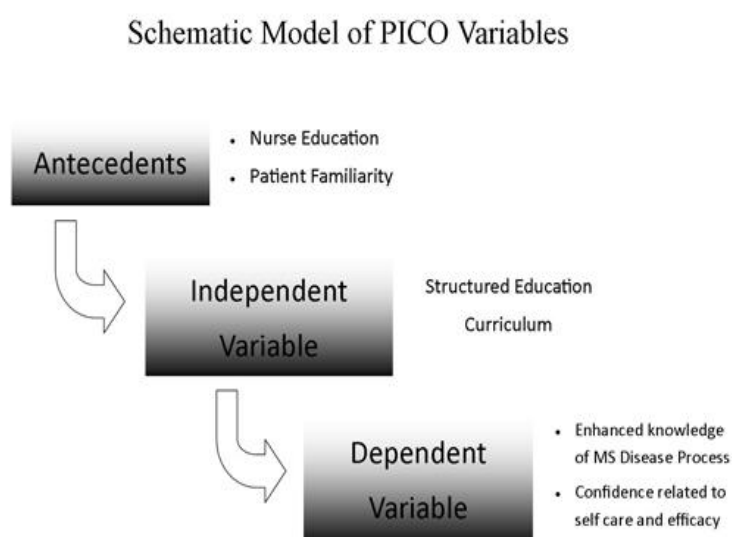 Schematic Model of PICO Variables
Antecedents
• Nurse Education
• Patient Familiarity
Independent
Variable
Structured Education
Curriculum
Dependent
Variable
• Enhanced knowledge
of MS Disease Process
• Confidence related to
self care and efficacy